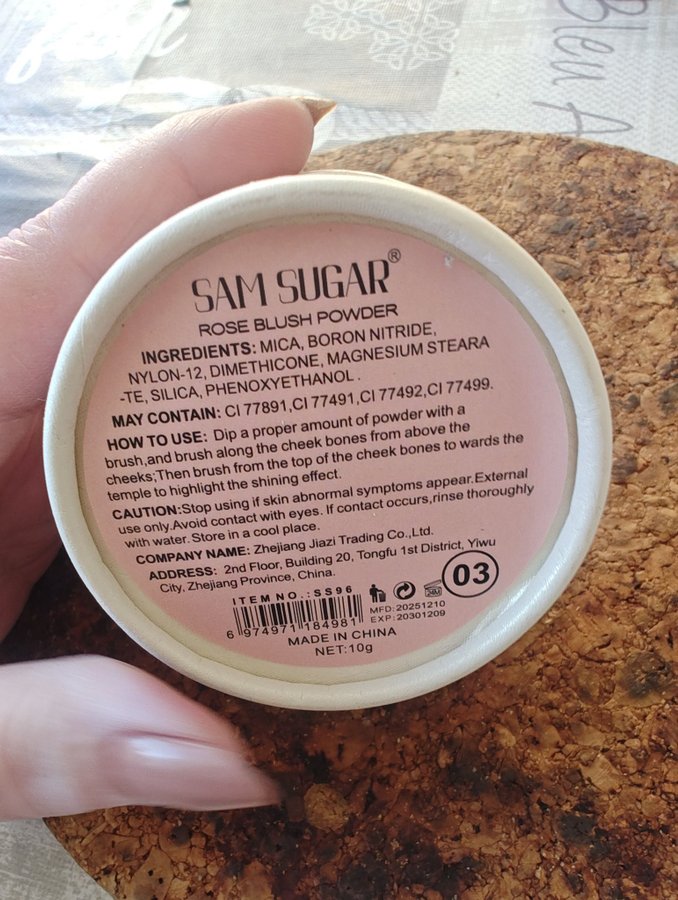 Bleu A
SAM SUGAR®
ROSE BLUSH POWDER
INGREDIENTS: MICA, BORON NITRIDE,
NYLON-12, DIMETHICONE, MAGNESIUM STEARA
-TE, SILICA, PHENOXYETHANOL .
MAY CONTAIN: CI 77891,CI 77491,CI 77492,CI 77499.
HOW TO USE: Dip a proper amount of powder with a
brush,and brush along the cheek bones from above the
cheeks;Then brush from the top of the cheek bones to wards the
temple to highlight the shining effect.
CAUTION:Stop using if skin abnormal symptoms appear.External
use only.Avoid contact with eyes. If contact occurs,rinse thoroughly
with water. Store in a cool place.
COMPANY NAME: Zhejiang Jiazi Trading Co.,Ltd.
ADDRESS: 2nd Floor, Building 20, Tongfu 1st District, Yiwu
City, Zhejiang Province, China.
03
ITEM NO.:SS96
24M
6 974971 184981
MFD:20251210
EXP:20301209
MADE IN CHINA
NET:10g